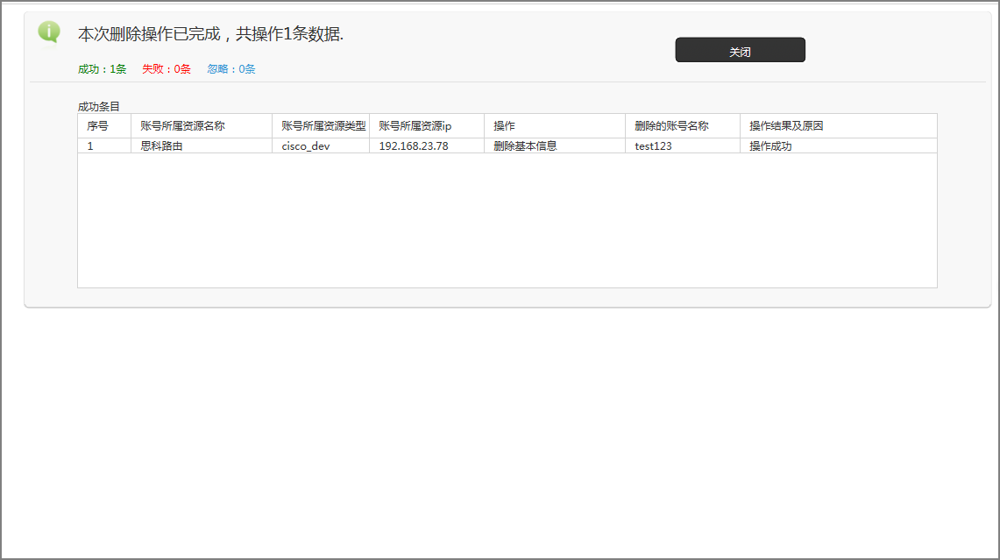 本次删除操作已完成，共操作1条数据.
关闭
成功：1条 失败：0条 忽略：0条
成功条目
序号 账号所属资源名称 账号所属资源类型 账号所属资源ip 操作 删除的账号名称 操作结果及原因
1 思科路由 cisco_dev 192.168.23.78 删除基本信息 test123 操作成功